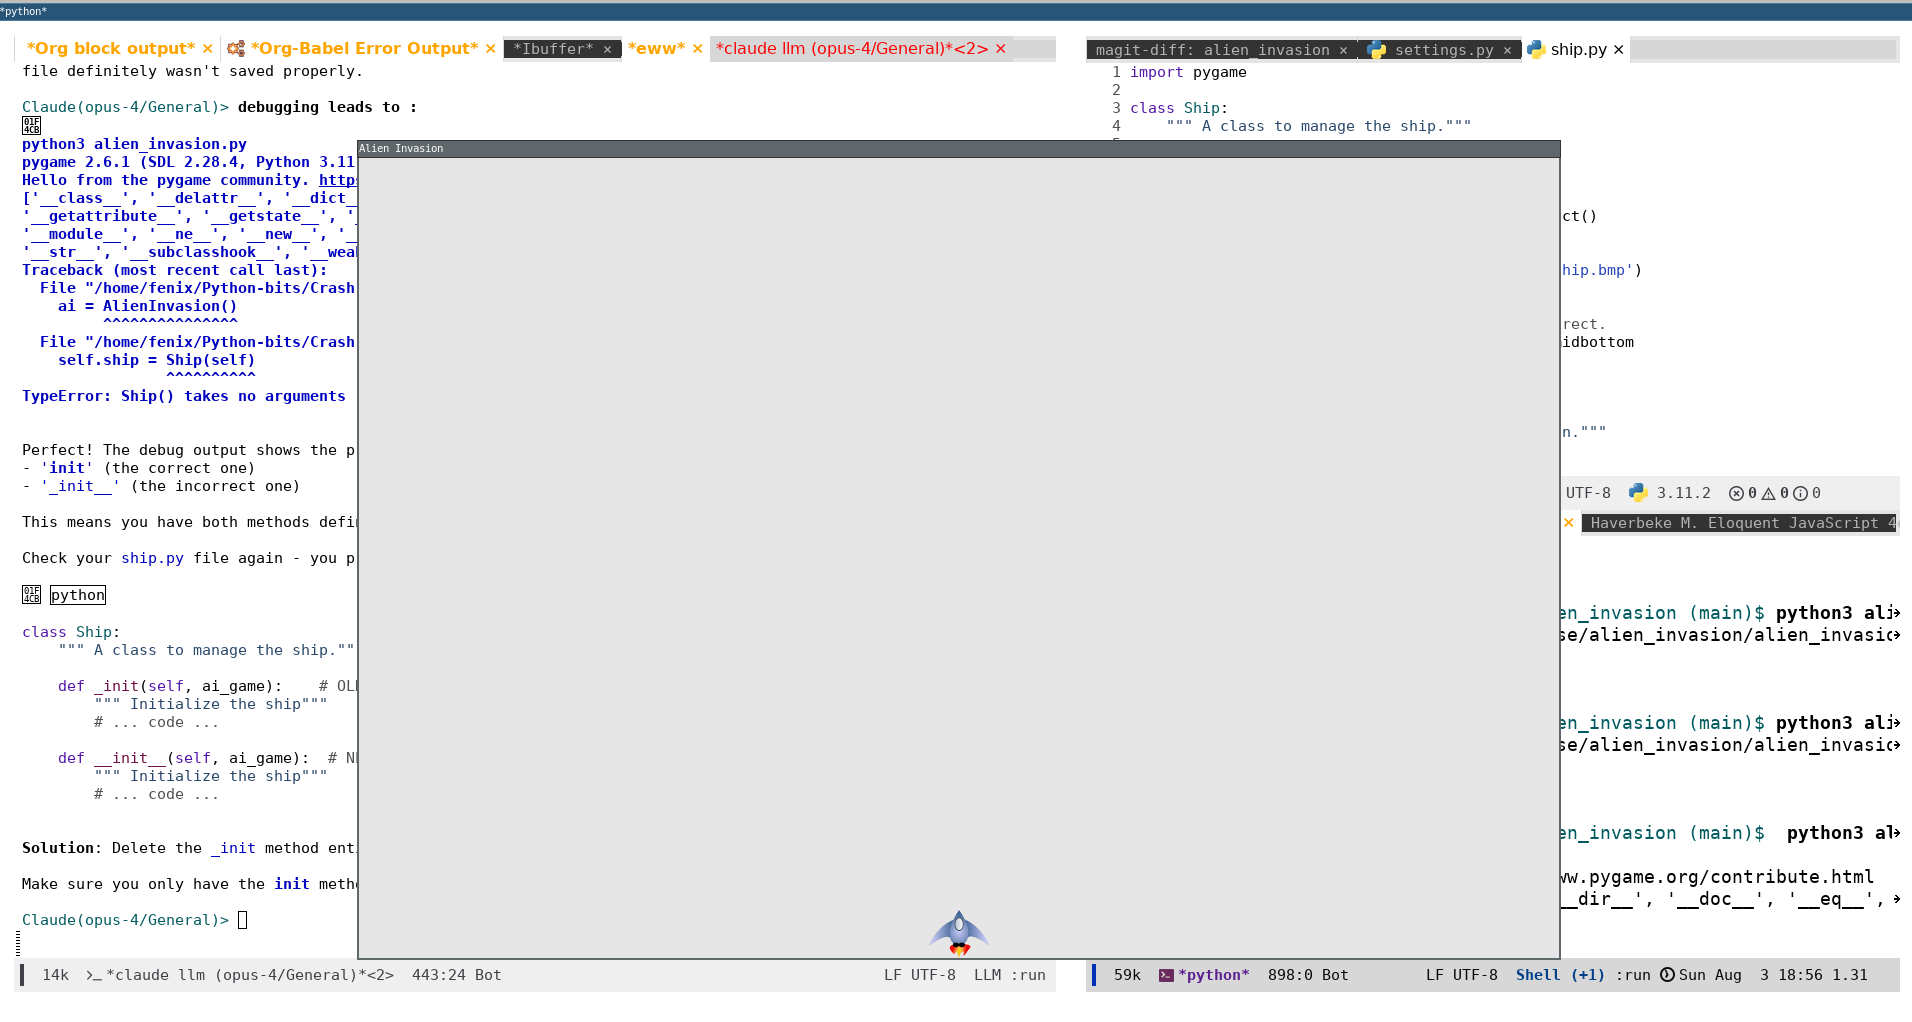 *python*
*Org block output* ×
*Org-Babel Error Output* ×
*Ibuffer* ×
*eww* ×
*claude llm (opus-4/General)*<2> ×
file definitely wasn't saved properly.
Claude(opus-4/General)> debugging leads to :
01F
4CB
python3 alien_invasion.py
pygame 2.6.1 (SDL 2.28.4, Python 3.11
Hello from the pygame community. http
['__class__', '__delattr__', '__dict_
'__getattribute__', '__getstate__', '
'__module__', '__ne__', '__new__', '_
'__str__', '__subclasshook__', '__wea
Traceback (most recent call last):
File "/home/fenix/Python-bits/Crash
ai = AlienInvasion()
^^^^^^^^^^^^^^^
File "/home/fenix/Python-bits/Crash
self.ship = Ship(self)
^^^^^^^^^^
TypeError: Ship() takes no arguments
Perfect! The debug output shows the p
- 'init' (the correct one)
- '_init__' (the incorrect one)
This means you have both methods defi
Check your ship.py file again - you p
01F
4CB
python
class Ship:
""" A class to manage the ship.""
def _init(self, ai_game):    # OL
""" Initialize the ship"""
# ... code ...
def __init__(self, ai_game):  # N
""" Initialize the ship"""
# ... code ...
Solution: Delete the _init method ent
Make sure you only have the init meth
Claude(opus-4/General)>
14k *claude llm (opus-4/General)*<2> 443:24 Bot LF UTF-8 LLM :run
Alien Invasion
magit-diff: alien_invasion ×
settings.py ×
ship.py ×
1 import pygame
2
3 class Ship:
4 """ A class to manage the ship."""
ct()
hip.bmp')
rect.
idbottom
n."""
UTF-8 3.11.2 0 0 0
× Haverbeke M. Eloquent JavaScript 4
en_invasion (main)$ python3 ali
se/alien_invasion/alien_invasio
en_invasion (main)$ python3 ali
se/alien_invasion/alien_invasio
en_invasion (main)$  python3 al
ww.pygame.org/contribute.html
__dir__', '__doc__', '__eq__',
59k *python* 898:0 Bot LF UTF-8 Shell (+1) :run Sun Aug  3 18:56 1.31